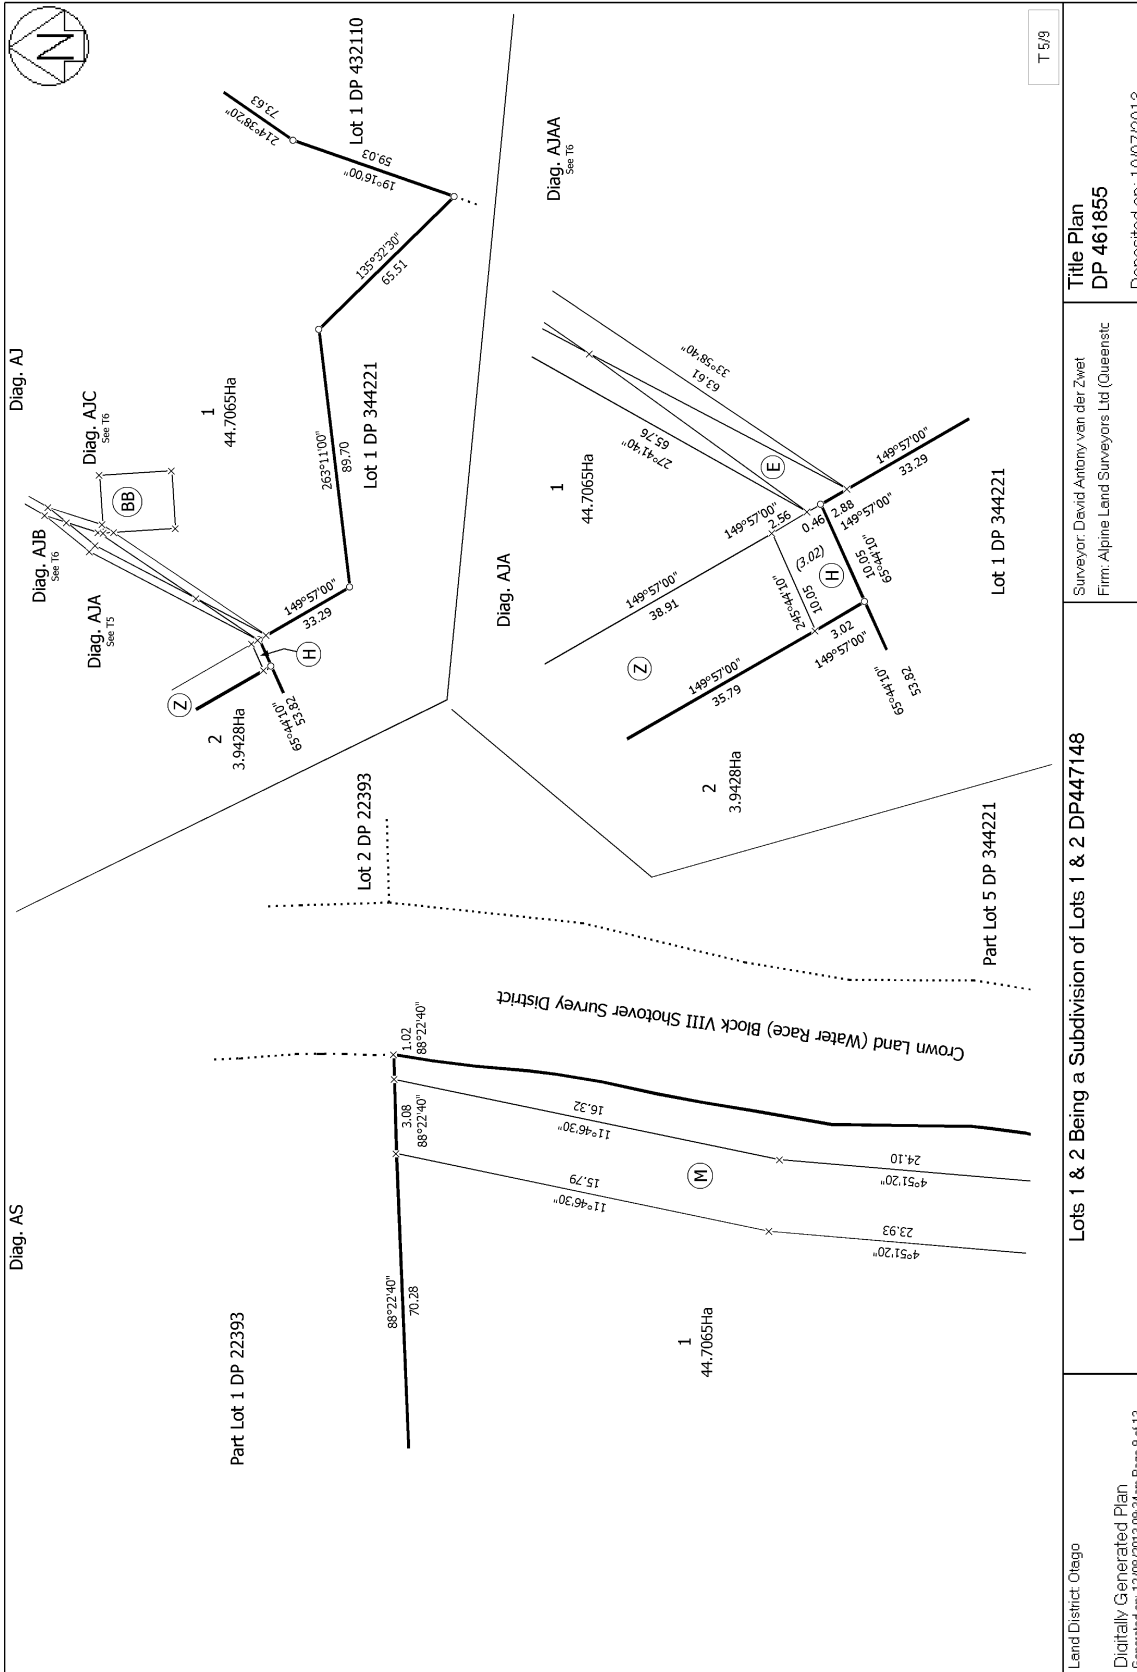 Diag. AS
Part Lot 1 DP 22393
88°22'40"
70.28
3.08
88°22'40"
1.02
88°22'40"
11°46'30"
15.79
11°46'30"
16.32
M
4°51'20"
23.93
4°51'20"
24.10
1
44.7065Ha
Crown Land (Water Race) Block VIII Shotover Survey District
Lot 2 DP 22393
Part Lot 5 DP 344221
Diag. AJ
N
Diag. AJA
See T5
Diag. AJB
See T6
Diag. AJC
See T6
BB
1
44.7065Ha
Z
H
2
3.9428Ha
65°44'10"
53.82
149°57'00"
33.29
263°11'00"
89.70
Lot 1 DP 344221
135°32'30"
65.51
19°16'00"
59.03
214°38'20"
73.63
Lot 1 DP 432110
Diag. AJA
Diag. AJAA
See T6
1
44.7065Ha
27°41'40"
65.76
33°58'40"
63.61
E
Z
149°57'00"
38.91
149°57'00"
2.56
0.46
2.88
149°57'00"
149°57'00"
33.29
(3.02)
H
245°44'10"
10.05
10.05
65°44'10"
149°57'00"
35.79
3.02
149°57'00"
65°44'10"
53.82
2
3.9428Ha
Lot 1 DP 344221
T 5/9
Land District: Otago
Digitally Generated Plan
Lots 1 & 2 Being a Subdivision of Lots 1 & 2 DP447148
Surveyor: David Antony van der Zwet
Firm: Alpine Land Surveyors Ltd (Queenstc
Title Plan
DP 461855